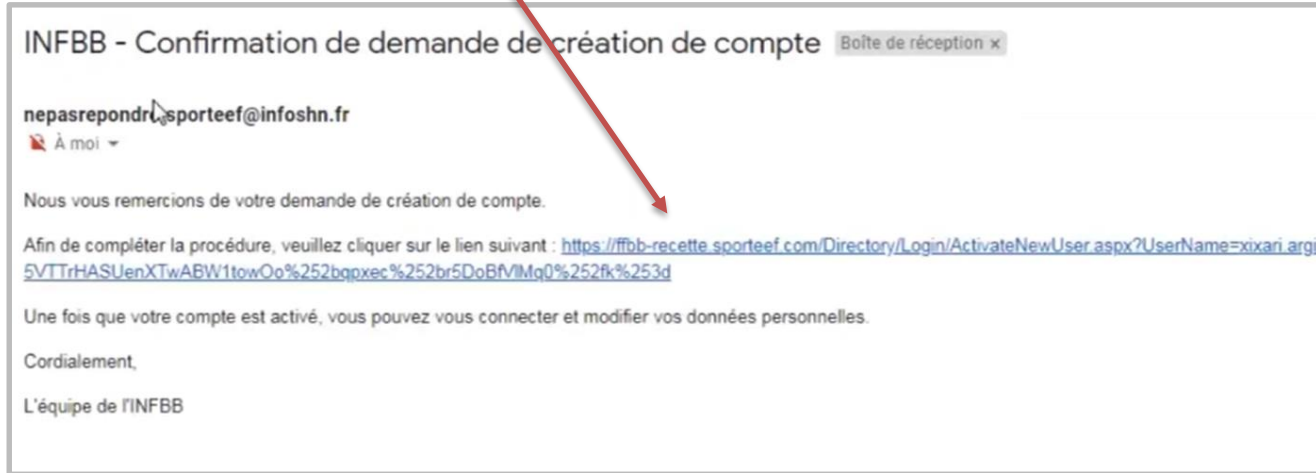 INFBB - Confirmation de demande de création de compte Boîte de réception x
nepasrepondre.sporteef@infoshn.fr
À moi
Nous vous remercions de votre demande de création de compte.
Afin de compléter la procédure, veuillez cliquer sur le lien suivant : https://ffbb-recette.sporteef.com/Directory/Login/ActivateNewUser.aspx?UserName=xixari.argj
5VTTrHASUenXTwABW1towOo%252bqpxec%252br5DoBfVlMq0%252fk%253d
Une fois que votre compte est activé, vous pouvez vous connecter et modifier vos données personnelles.
Cordialement,
L'équipe de l'INFBB